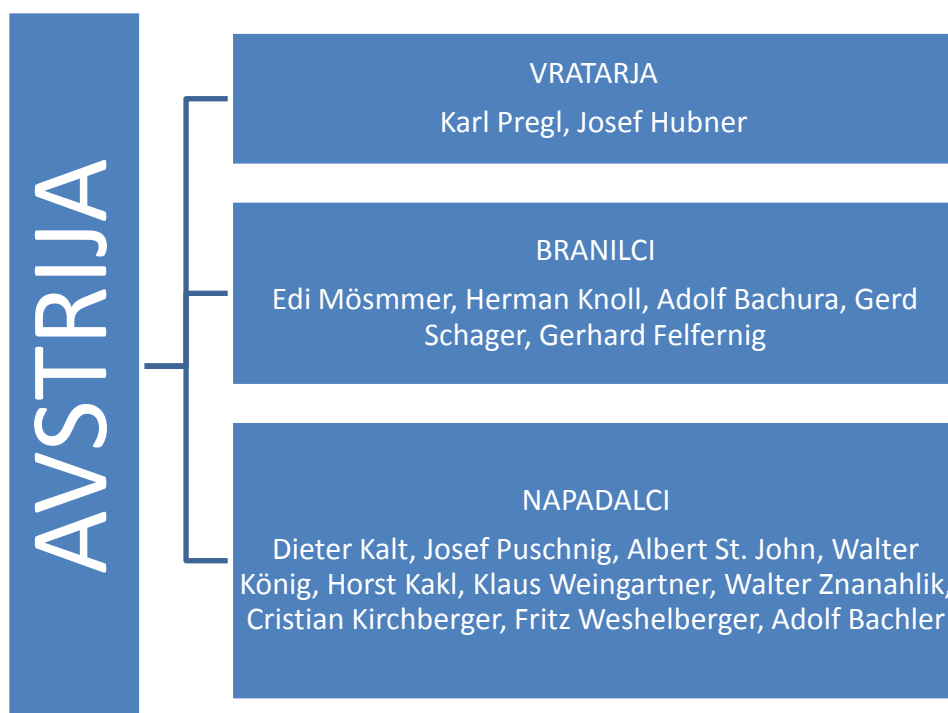 AVSTRIJA
VRATARJA
Karl Pregl, Josef Hubner
BRANILCI
Edi Mösmmer, Herman Knoll, Adolf Bachura, Gerd
Schager, Gerhard Felfernig
NAPADALCI
Dieter Kalt, Josef Puschnig, Albert St. John, Walter
König, Horst Kakl, Klaus Weingartner, Walter Znanahlik,
Cristian Kirchberger, Fritz Weshelberger, Adolf Bachler